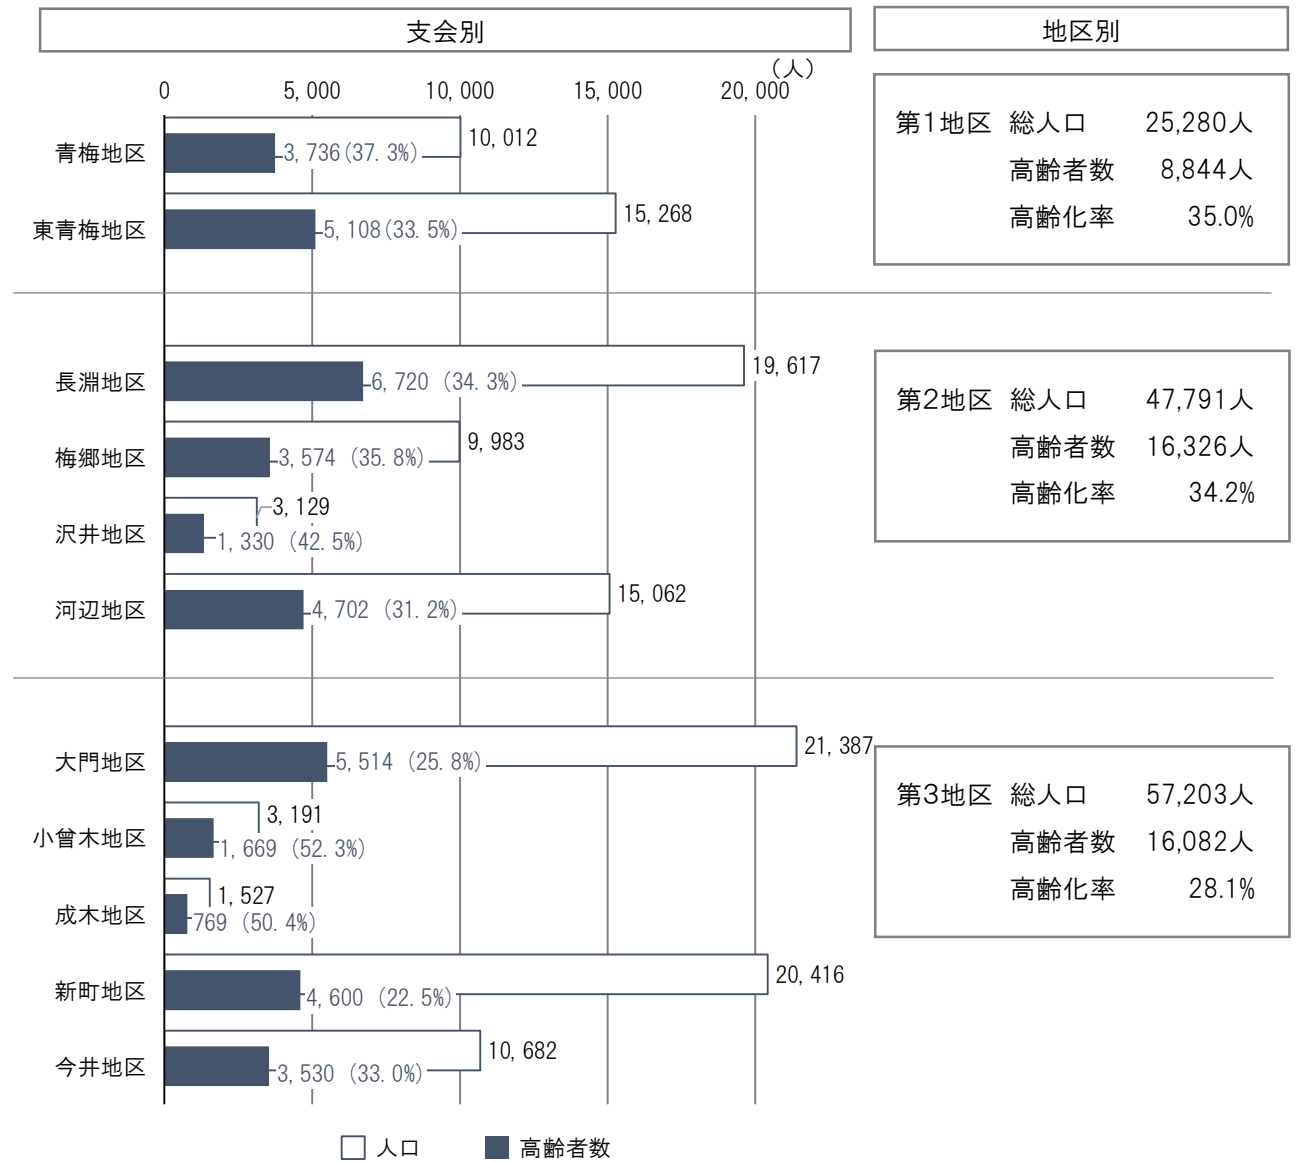 支会別
地区別
（人）
0 5,000 10,000 15,000 20,000
青梅地区 3,736(37.3%) 10,012
東青梅地区 5,108(33.5%) 15,268
第1地区 総人口 25,280人
高齢者数 8,844人
高齢化率 35.0%
長淵地区 6,720 (34.3%) 19,617
梅郷地区 3,574 (35.8%) 9,983
沢井地区 1,330 (42.5%) 3,129
河辺地区 4,702 (31.2%) 15,062
第2地区 総人口 47,791人
高齢者数 16,326人
高齢化率 34.2%
大門地区 5,514 (25.8%) 21,387
小曾木地区 1,669 (52.3%) 3,191
成木地区 769 (50.4%) 1,527
新町地区 4,600 (22.5%) 20,416
今井地区 3,530 (33.0%) 10,682
第3地区 総人口 57,203人
高齢者数 16,082人
高齢化率 28.1%
人口 高齢者数